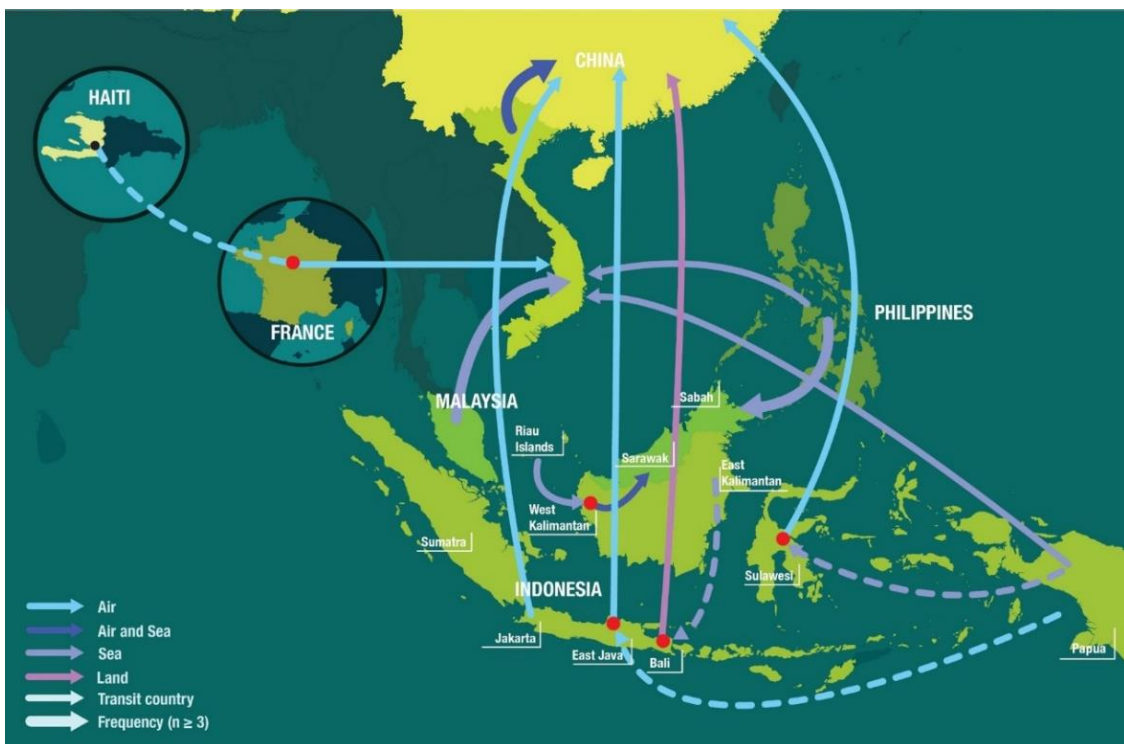 CHINA
HAITI
FRANCE
PHILIPPINES
MALAYSIA
Sabah
Riau
Islands
Sarawak
East
Kalimantan
West
Kalimantan
Sumatra
Sulawesi
INDONESIA
Jakarta
East Java
Bali
Papua
Air
Air and Sea
Sea
Land
Transit country
Frequency (n ≥ 3)